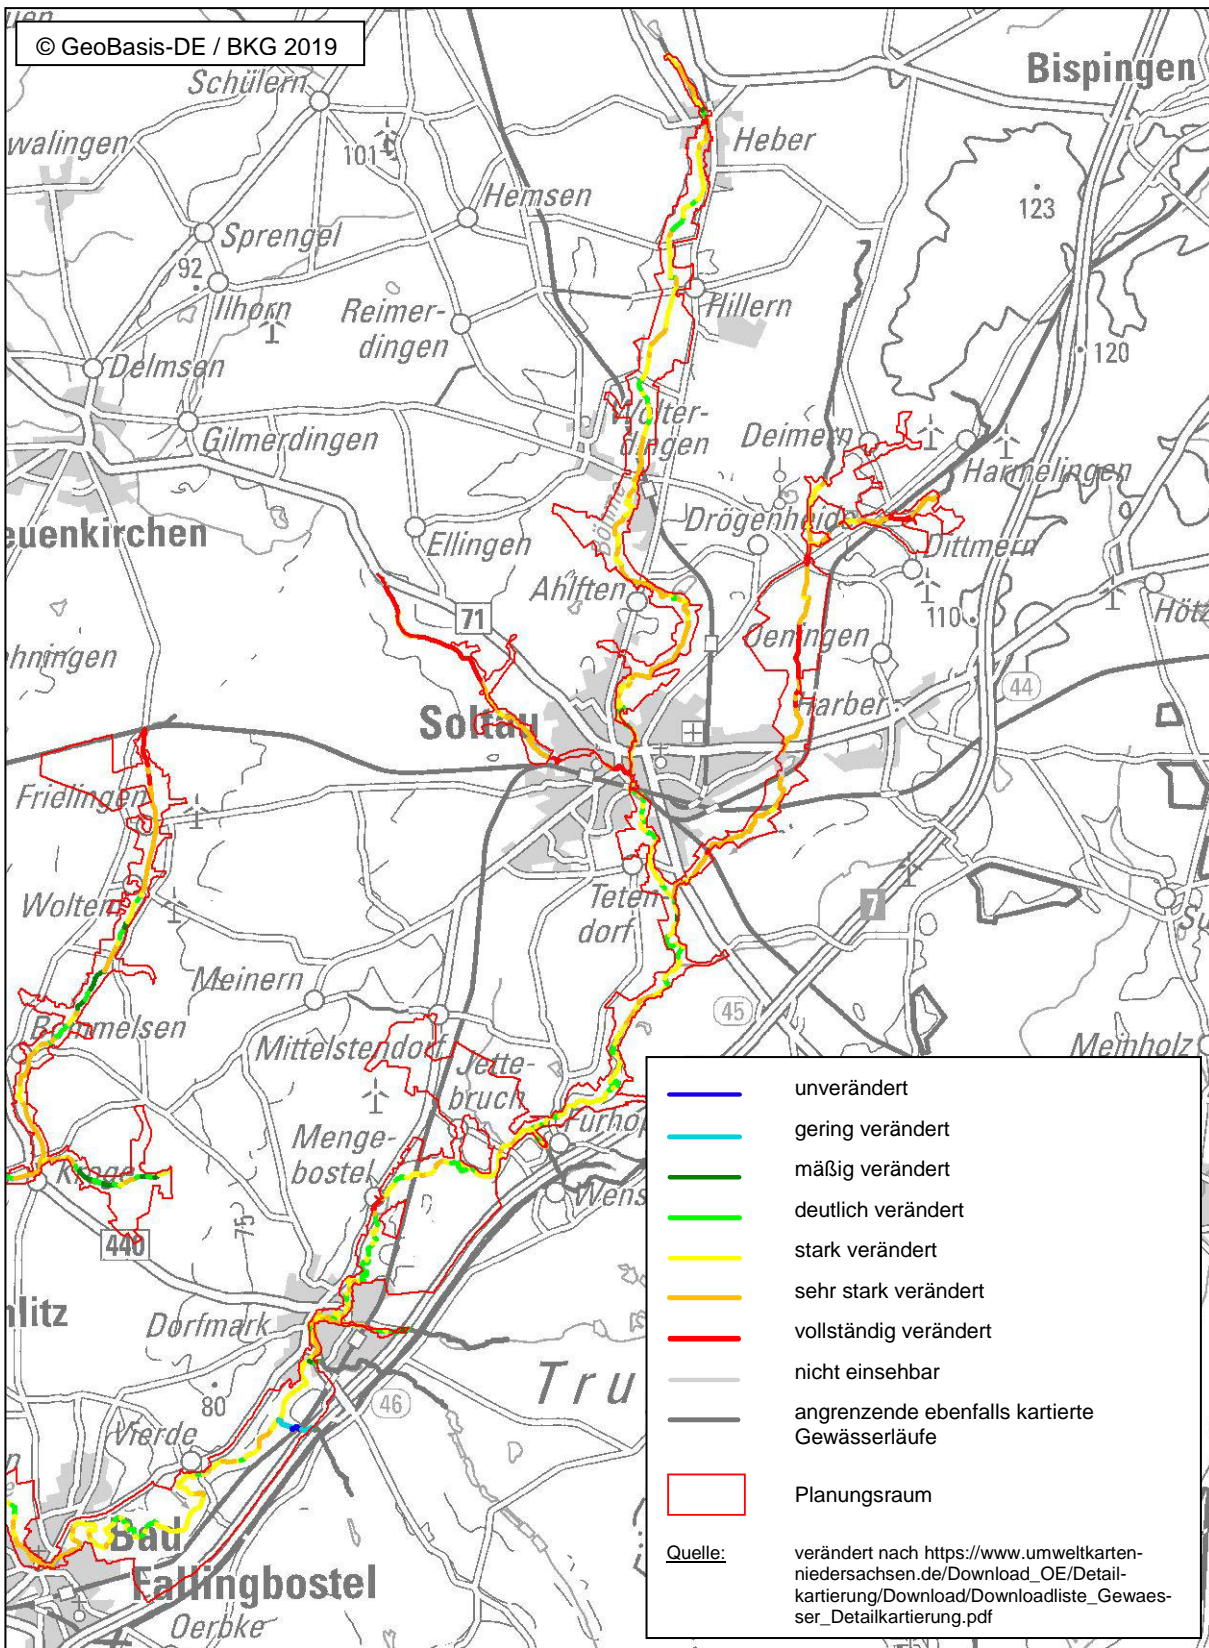 © GeoBasis-DE / BKG 2019
Bispingen
Schülern
walingen
101
Heber
Hemsen
123
Sprengel
92
Ilhorn
Reimer-
dingen
Hillern
120
Delmsen
Gilmerdingen
Wolter-
dingen
Deimern
Harmelingen
euenkirchen
Ellingen
Drögenheide
Dittmern
Ahlften
71
110
Hötz
Oeningen
hningen
44
Soltau
Harber
Frielingen
Woltem
Teten-
dorf
7
Su
Meinern
45
Bommelsen
Mittelstendorf
Jette-
bruch
Meinholz
Menge-
bostel
Fürhop
Wens
75
440
nlitz
Dorfmark
Tru
80
46
Vierde
Bad
Fallingbostel
Oerbke
unverändert
gering verändert
mäßig verändert
deutlich verändert
stark verändert
sehr stark verändert
vollständig verändert
nicht einsehbar
angrenzende ebenfalls kartierte
Gewässerläufe
Planungsraum
Quelle: verändert nach https://www.umweltkarten-
niedersachsen.de/Download_OE/Detail-
kartierung/Download/Downloadliste_Gewaes-
ser_Detailkartierung.pdf